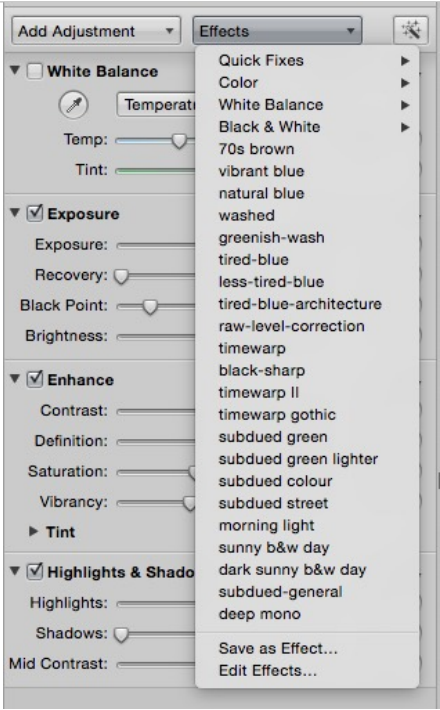 Add Adjustment
Effects
White Balance
Temp:
Tint:
Exposure
Exposure:
Recovery:
Black Point:
Brightness:
Enhance
Contrast:
Definition:
Saturation:
Vibrancy:
Tint
Highlights:
Shadows:
Mid Contrast:
Quick Fixes
Color
White Balance
Black & White
70s brown
vibrant blue
natural blue
washed
greenish-wash
tired-blue
less-tired-blue
tired-blue-architecture
raw-level-correction
timewarp
black-sharp
timewarp II
timewarp gothic
subdued green
subdued green lighter
subdued colour
subdued street
morning light
sunny b&w day
dark sunny b&w day
subdued-general
deep mono
Save as Effect...
Edit Effects...